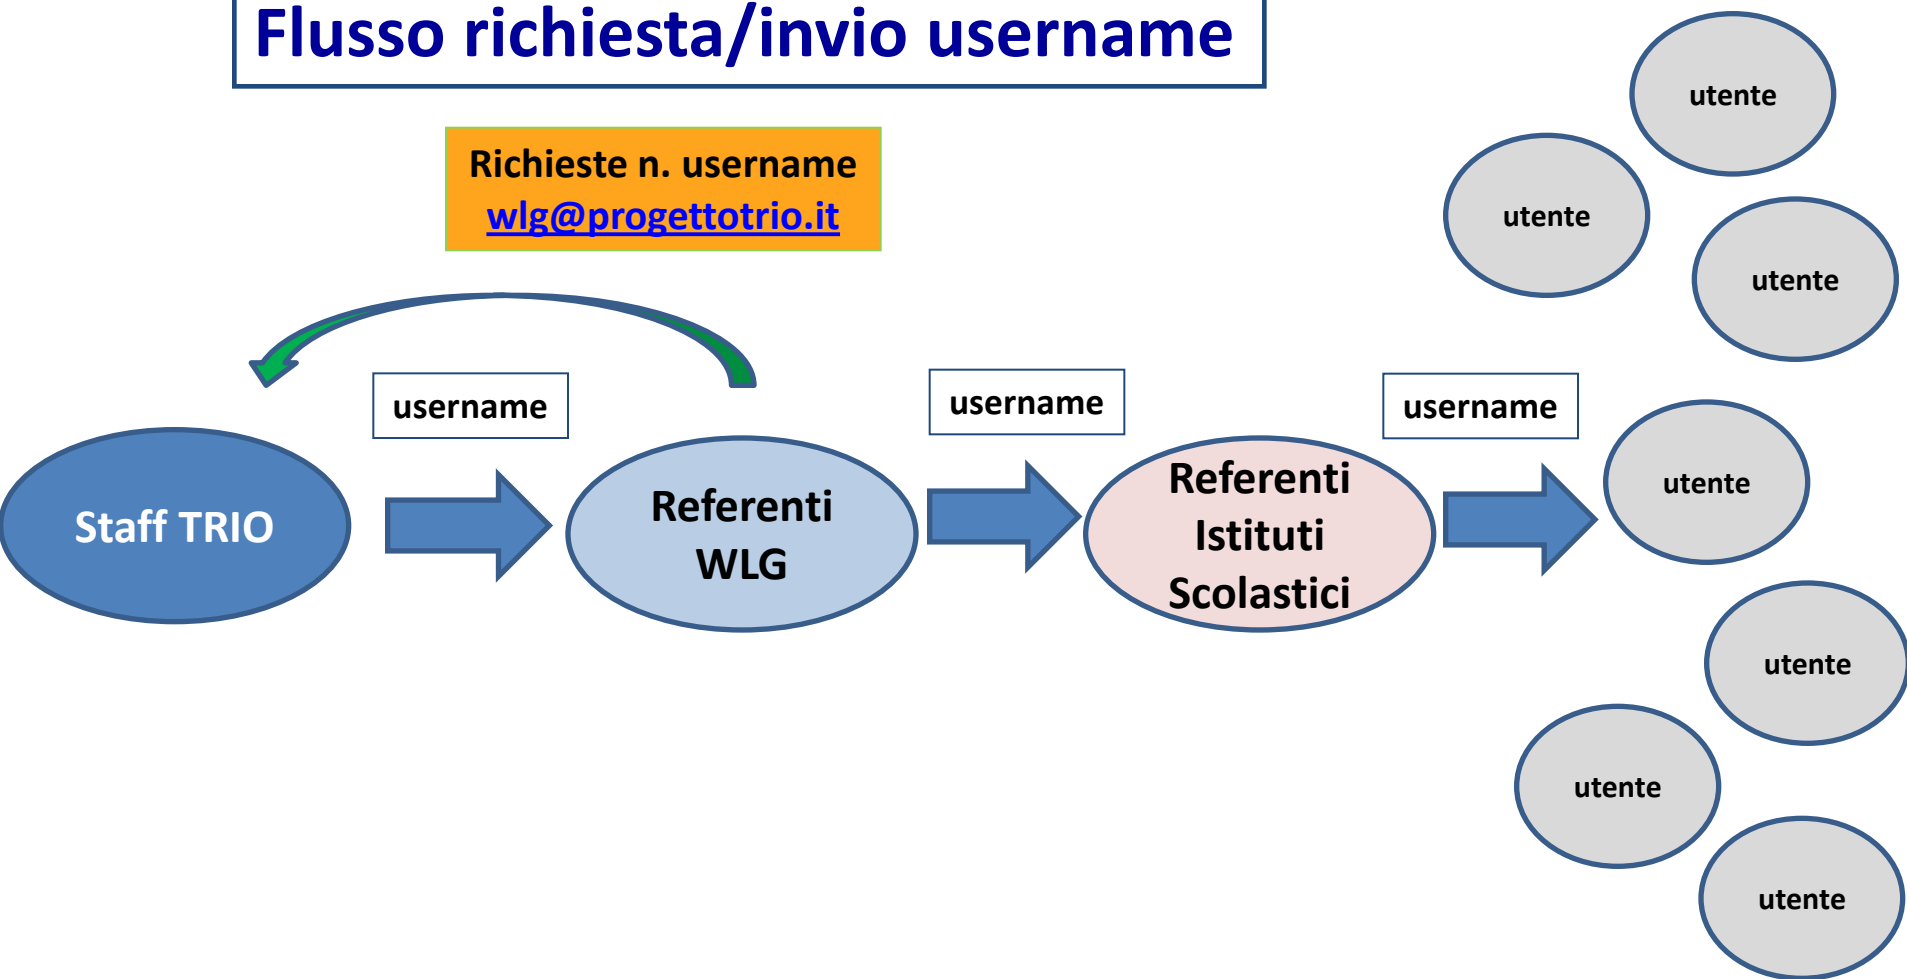 Flusso richiesta/invio username
Richieste n. username
wlg@progettotrio.it
username
username
username
Staff TRIO
Referenti
WLG
Referenti
Istituti
Scolastici
utente
utente
utente
utente
utente
utente
utente